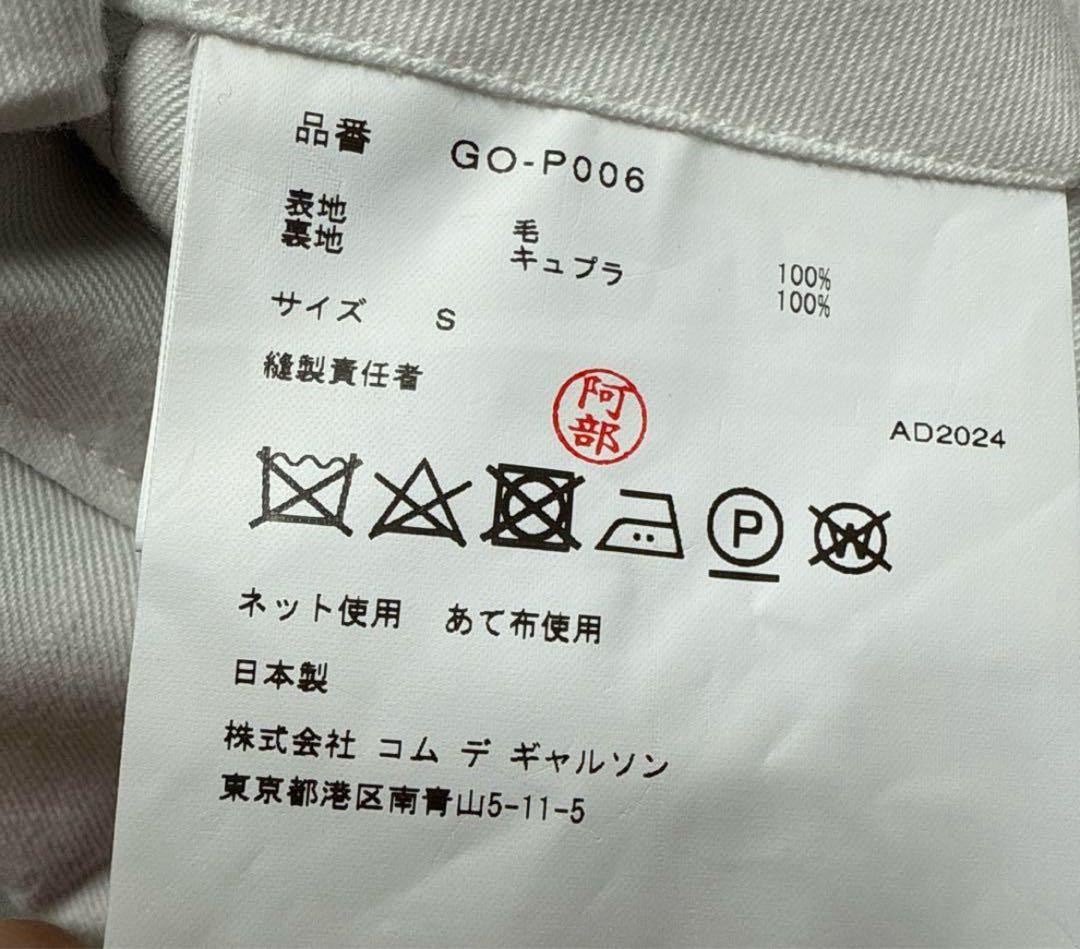 品番 GO-P006
表地 毛 100%
裏地 キュプラ 100%
サイズ S
縫製責任者 阿部
AD2024
P W
ネット使用 あて布使用
日本製
株式会社 コム デ ギャルソン
東京都港区南青山5-11-5